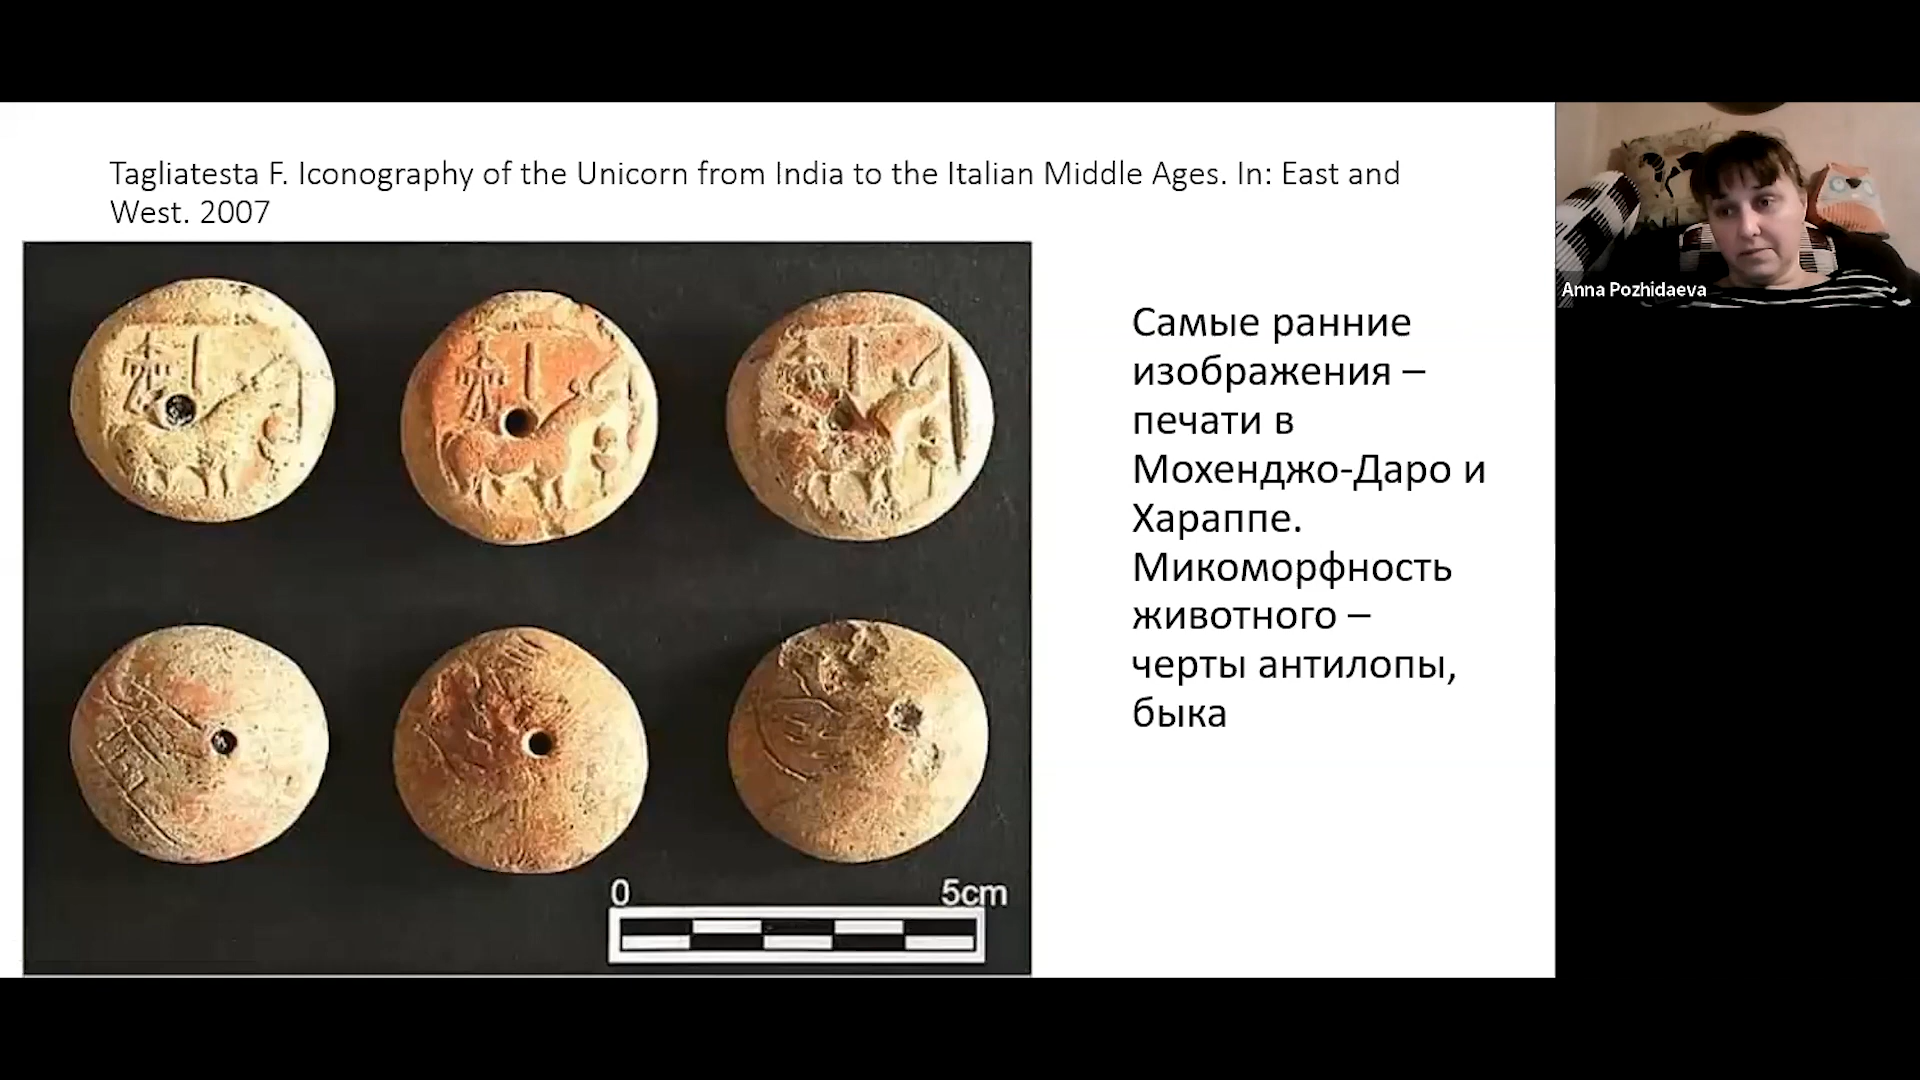 Tagliatesta F. Iconography of the Unicorn from India to the Italian Middle Ages. In: East and
West. 2007
Anna Pozhidaeva
Самые ранние
изображения –
печати в
Мохенджо-Даро и
Хараппе.
Микоморфность
животного –
черты антилопы,
быка
0 5cm